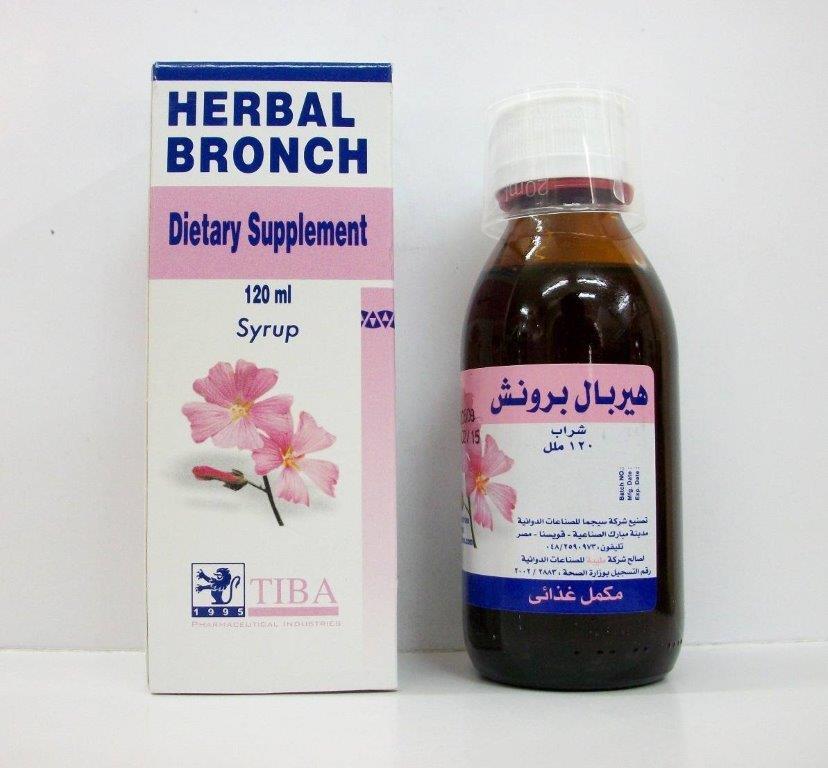 HERBAL
BRONCH
Dietary Supplement
120 ml
Syrup
1995
TIBA
PHARMACEUTICAL INDUSTRIES
20ml
هيربال برونش
شراب
١٢٠ ملل
Batch NO.:
Mfg. Date :
Exp. Date :
تصنيع شركة سيجما للصناعات الدوائية
مدينة مبارك الصناعية - قويسنا - مصر
تليفون: ٠٤٨/٢٥٩٠٩٧٣
لصالح شركة طيبة للصناعات الدوائية
رقم التسجيل بوزارة الصحة : ٢٨٨٣ / ٢٠٠٢
مكمل غذائى